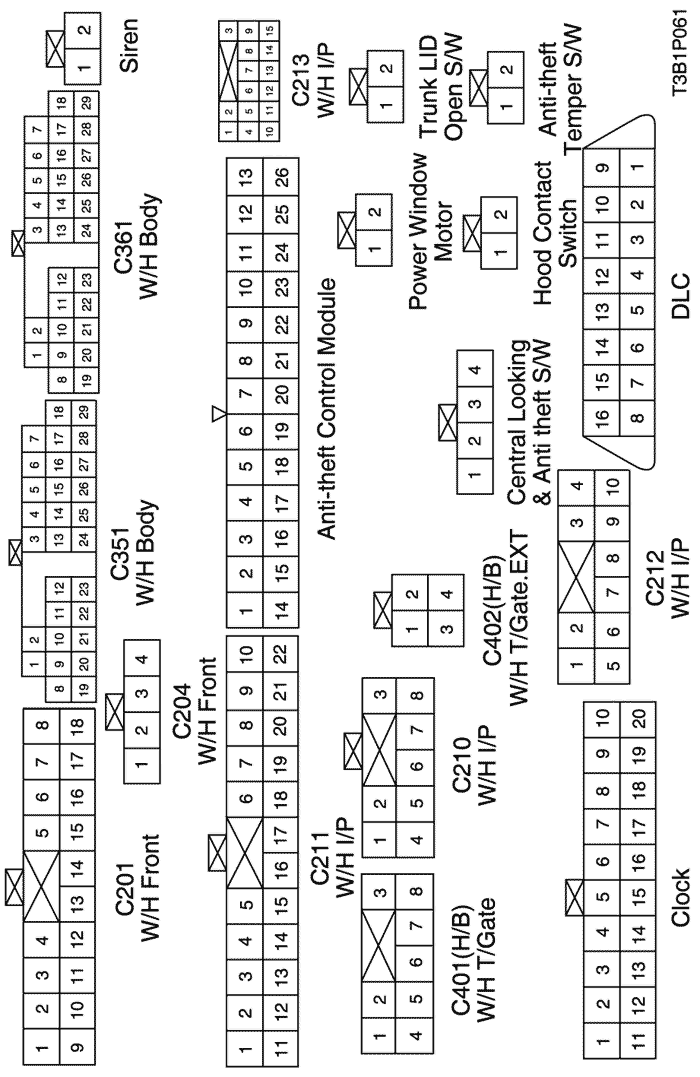 1 2 3 4 5 6 7 8
9 10 11 12 13 14 15 16 17 18
C201
W/H Front
1 2 3 4
C204
W/H Front
1 2 3 4 5 6 7
8 9 10 11 12 13 14 15 16 17 18
19 20 21 22 23 24 25 26 27 28 29
C351
W/H Body
1 2 3 4 5 6 7
8 9 10 11 12 13 14 15 16 17 18
19 20 21 22 23 24 25 26 27 28 29
C361
W/H Body
1 2
Siren
1 2 3 4 5 6 7 8 9 10
11 12 13 14 15 16 17 18 19 20 21 22
C211
W/H I/P
1 2 3 4 5 6 7 8 9 10 11 12 13
14 15 16 17 18 19 20 21 22 23 24 25 26
Anti-theft Control Module
1 2 3
4 5 6 7 8 9
10 11 12 13 14 15
C213
W/H I/P
1 2 3
4 5 6 7 8
C401(H/B)
W/H T/Gate
1 2 3
4 5 6 7 8
C210
W/H I/P
1 2
3 4
C402(H/B)
W/H T/Gate.EXT
1 2
Power Window
Motor
1 2
Trunk LID
Open S/W
1 2 3 4
Central Looking
& Anti theft S/W
1 2
Hood Contact
Switch
1 2
Anti-theft
Temper S/W
1 2 3 4 5 6 7 8 9 10
11 12 13 14 15 16 17 18 19 20
Clock
1 2 3 4
5 6 7 8 9 10
C212
W/H I/P
16 15 14 13 12 11 10 9
8 7 6 5 4 3 2 1
DLC
T3B1P061